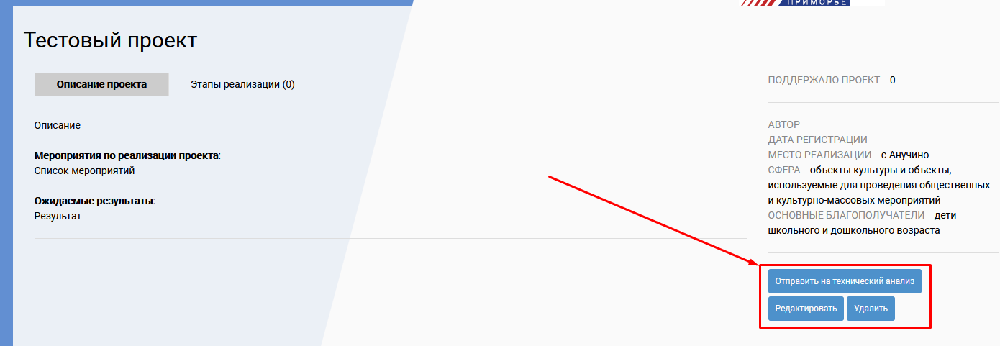 ПРИМОРЬЕ
Тестовый проект
Описание проекта
Этапы реализации (0)
Описание
Мероприятия по реализации проекта:
Список мероприятий
Ожидаемые результаты:
Результат
ПОДДЕРЖАЛО ПРОЕКТ 0
АВТОР
ДАТА РЕГИСТРАЦИИ —
МЕСТО РЕАЛИЗАЦИИ с Анучино
СФЕРА объекты культуры и объекты,
используемые для проведения общественных
и культурно-массовых мероприятий
ОСНОВНЫЕ БЛАГОПОЛУЧАТЕЛИ дети
школьного и дошкольного возраста
Отправить на технический анализ
Редактировать
Удалить